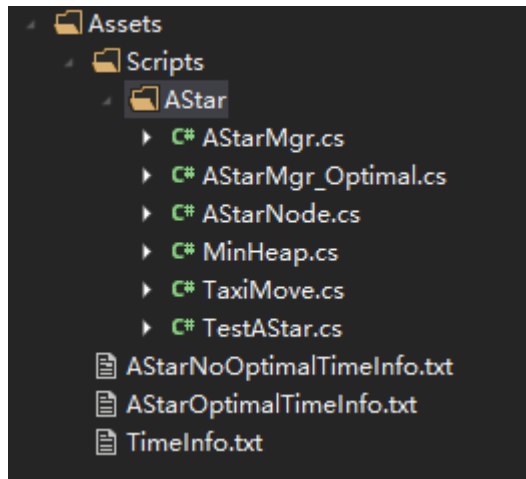 Assets
Scripts
AStar
C# AStarMgr.cs
C# AStarMgr_Optimal.cs
C# AStarNode.cs
C# MinHeap.cs
C# TaxiMove.cs
C# TestAStar.cs
AStarNoOptimalTimeInfo.txt
AStarOptimalTimeInfo.txt
TimeInfo.txt